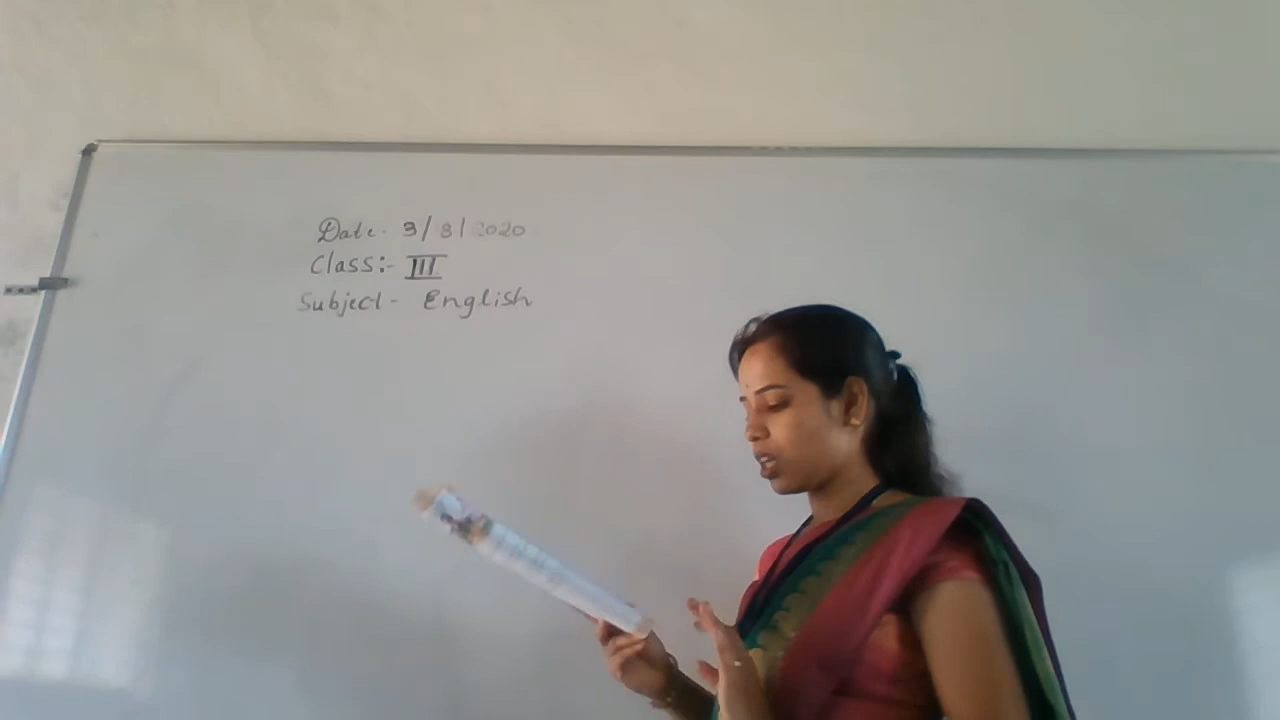 Date - 3/8/2020
Class:- III
Subject - English